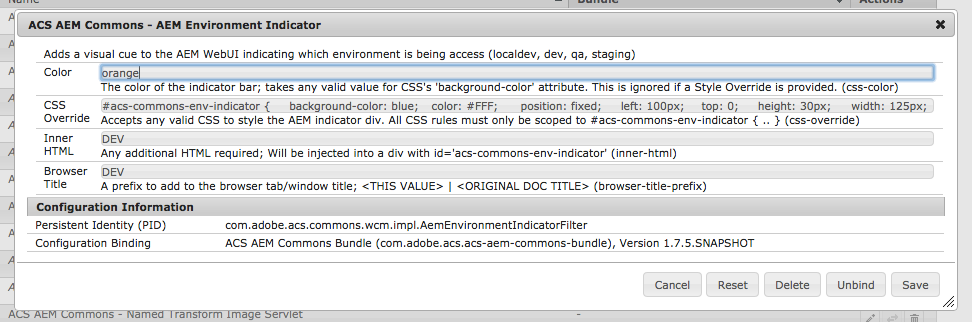 Name Bundle Actions
ACS AEM Commons - AEM Environment Indicator
Adds a visual cue to the AEM WebUI indicating which environment is being access (localdev, dev, qa, staging)
Color orange
The color of the indicator bar; takes any valid value for CSS's 'background-color' attribute. This is ignored if a Style Override is provided. (css-color)
CSS Override #acs-commons-env-indicator { background-color: blue; color: #FFF; position: fixed; left: 100px; top: 0; height: 30px; width: 125px;
Accepts any valid CSS to style the AEM indicator div. All CSS rules must only be scoped to #acs-commons-env-indicator { .. } (css-override)
Inner HTML DEV
Any additional HTML required; Will be injected into a div with id='acs-commons-env-indicator' (inner-html)
Browser Title DEV
A prefix to add to the browser tab/window title; <THIS VALUE> | <ORIGINAL DOC TITLE> (browser-title-prefix)
Configuration Information
Persistent Identity (PID) com.adobe.acs.commons.wcm.impl.AemEnvironmentIndicatorFilter
Configuration Binding ACS AEM Commons Bundle (com.adobe.acs.acs-aem-commons-bundle), Version 1.7.5.SNAPSHOT
Cancel Reset Delete Unbind Save
ACS AEM Commons - Named Transform Image Servlet -